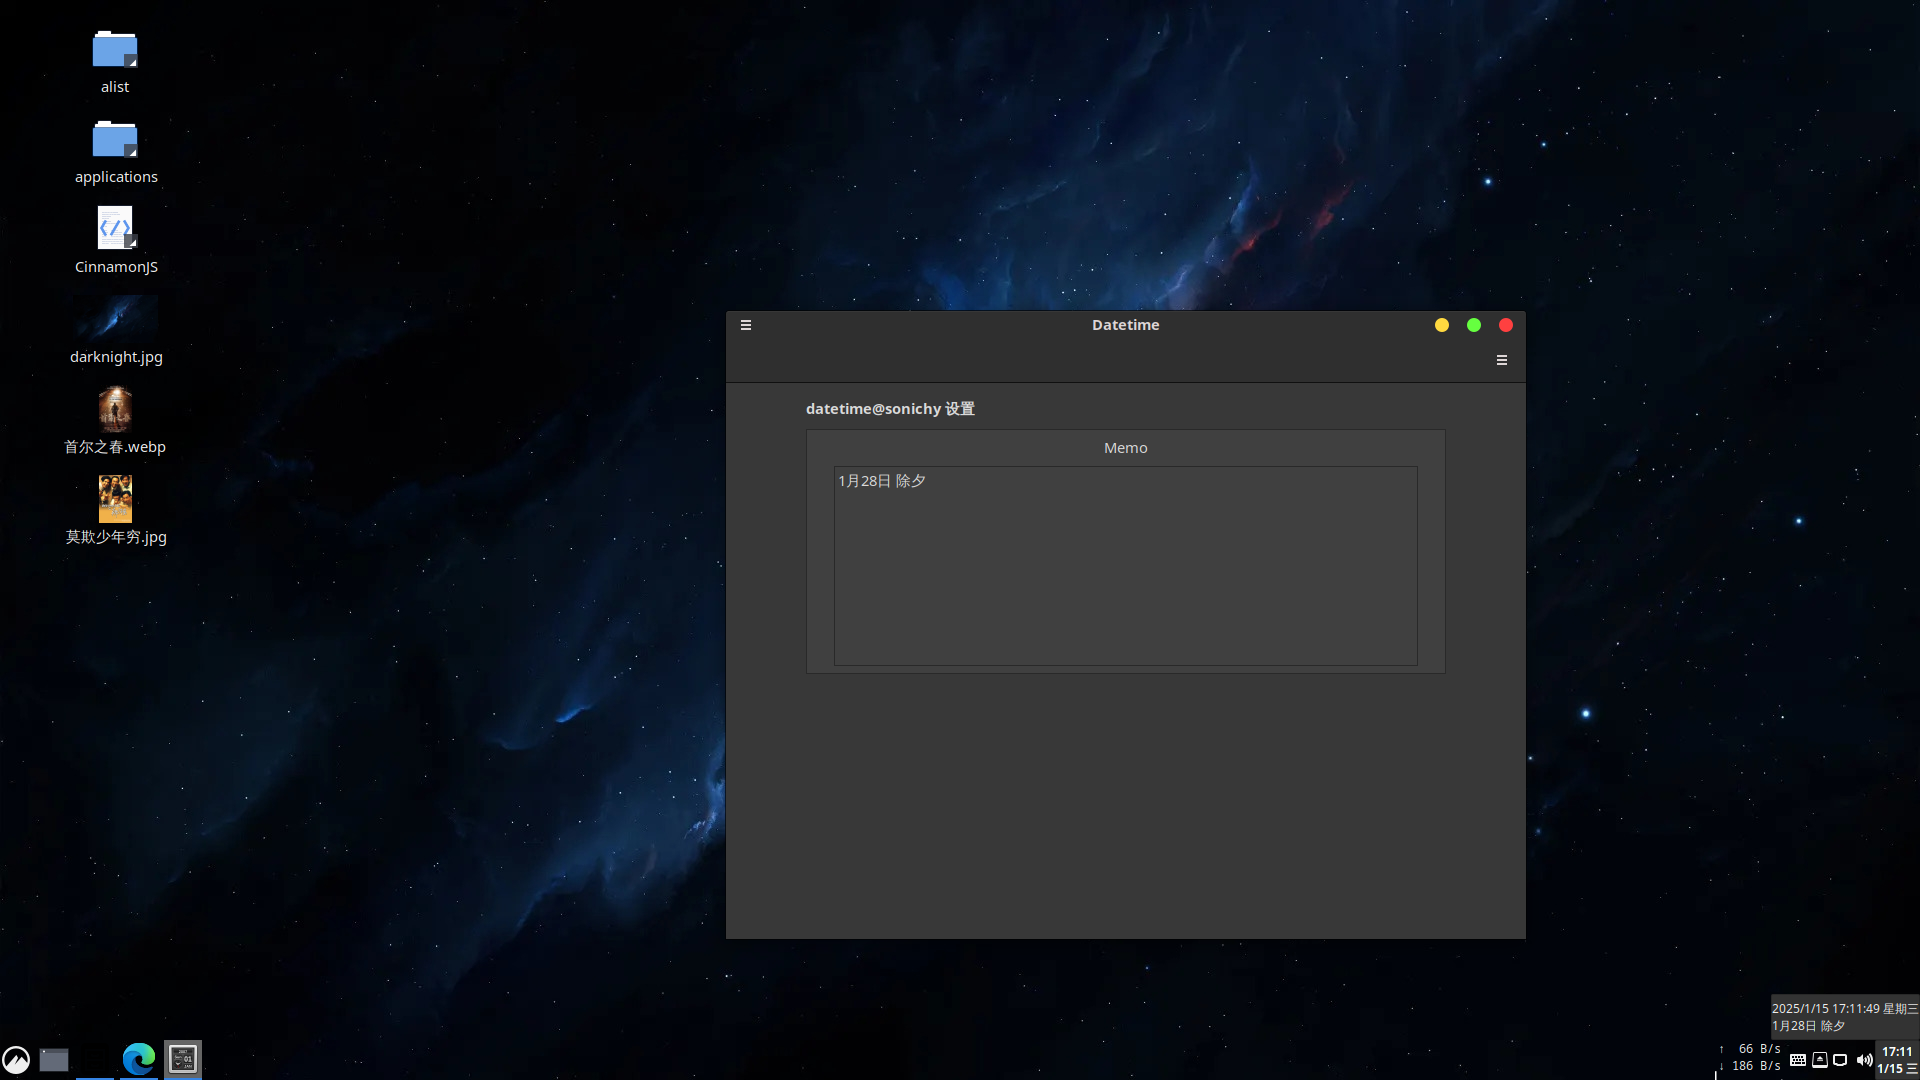 alist
applications
CinnamonJS
darknight.jpg
首尔之春.webp
莫欺少年穷.jpg
Datetime
datetime@sonichy 设置
Memo
1月28日 除夕
2025/1/15 17:11:49 星期三
1月28日 除夕
↑ 66 B/s
↓ 186 B/s
17:11
1/15 三